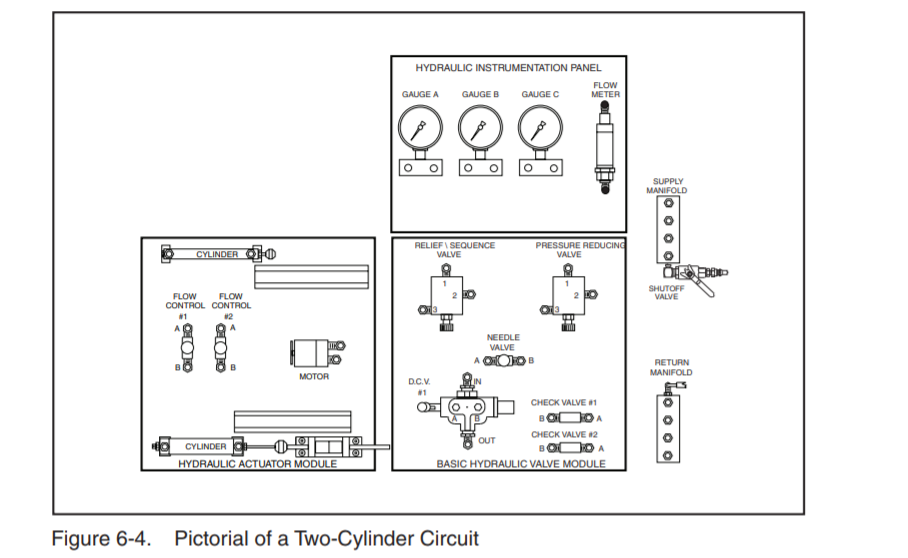 HYDRAULIC INSTRUMENTATION PANEL
GAUGE A
GAUGE B
GAUGE C
FLOW
METER
SUPPLY
MANIFOLD
SHUTOFF
VALVE
RETURN
MANIFOLD
CYLINDER
FLOW
CONTROL
#1
FLOW
CONTROL
#2
A
A
B
B
MOTOR
CYLINDER
HYDRAULIC ACTUATOR MODULE
RELIEF \ SEQUENCE
VALVE
1
2
3
PRESSURE REDUCING
VALVE
1
2
3
NEEDLE
VALVE
A
B
D.C.V.
#1
IN
A
B
OUT
CHECK VALVE #1
B
A
CHECK VALVE #2
B
A
BASIC HYDRAULIC VALVE MODULE
Figure 6-4. Pictorial of a Two-Cylinder Circuit